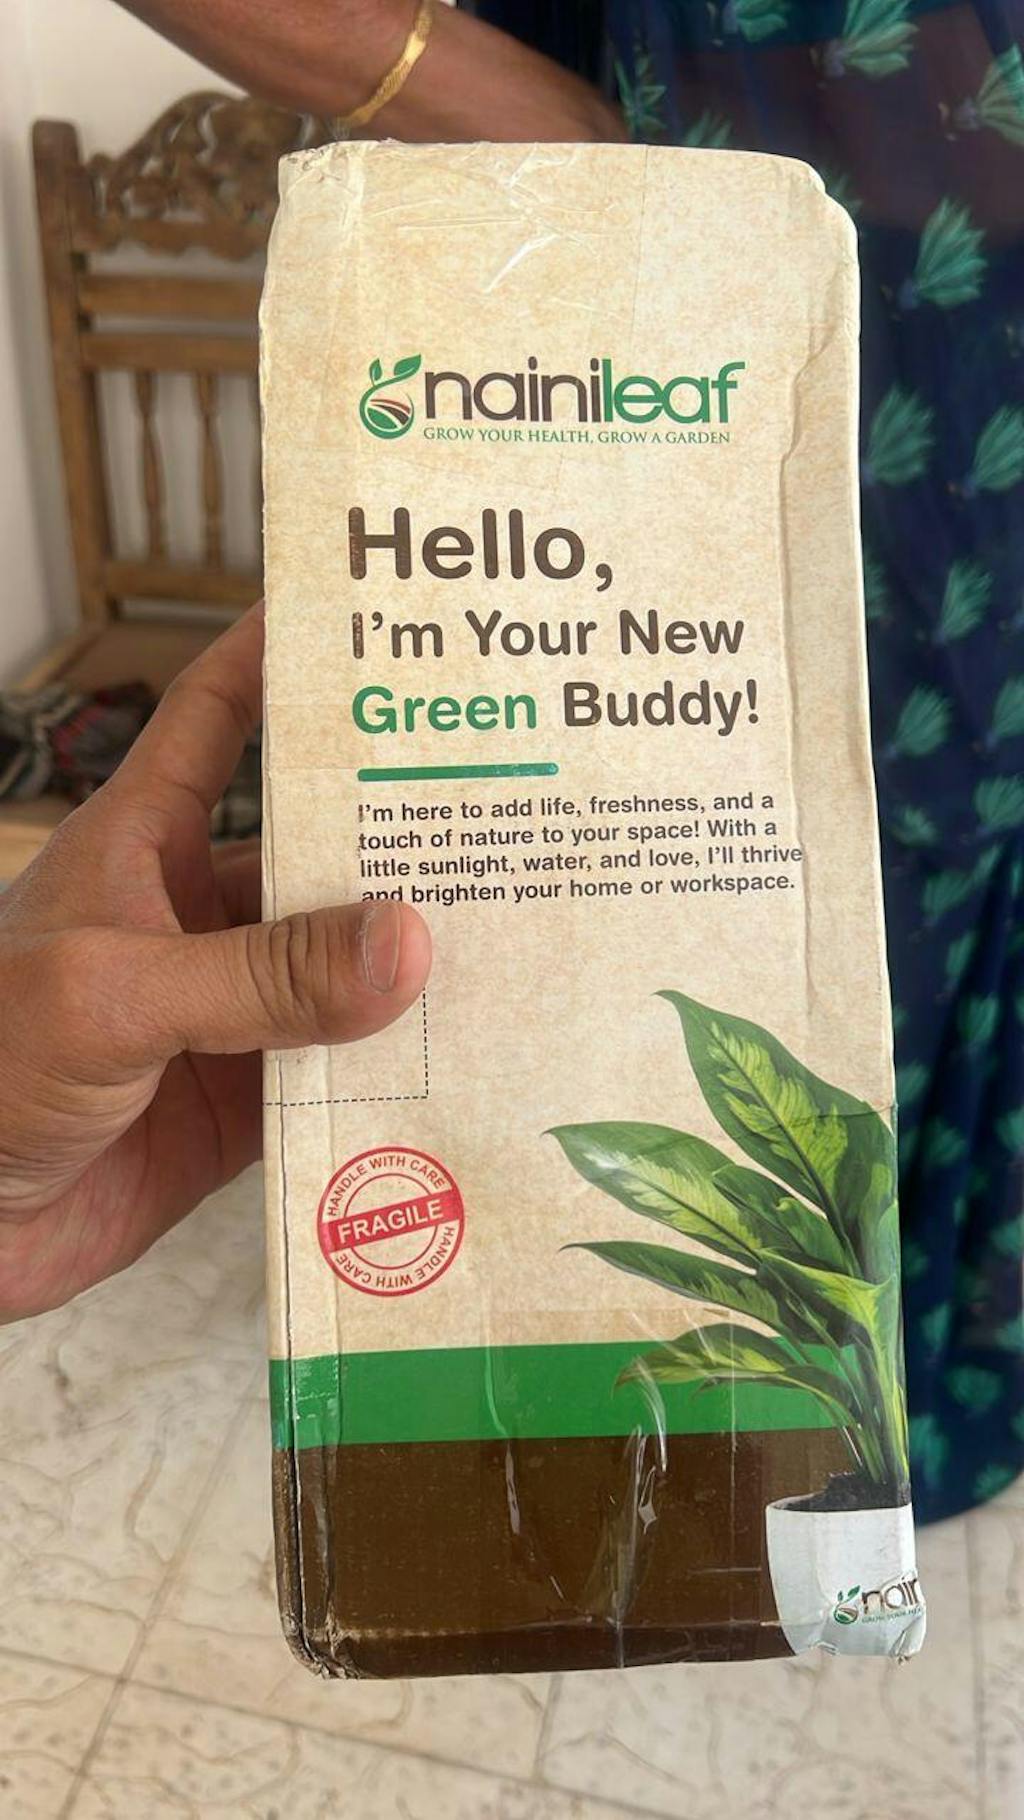 nainileaf
GROW YOUR HEALTH, GROW A GARDEN
Hello,
I'm Your New
Green Buddy!
I'm here to add life, freshness, and a
touch of nature to your space! With a
little sunlight, water, and love, I'll thrive
and brighten your home or workspace.
HANDLE WITH CARE
FRAGILE
HANDLE WITH CARE
nain